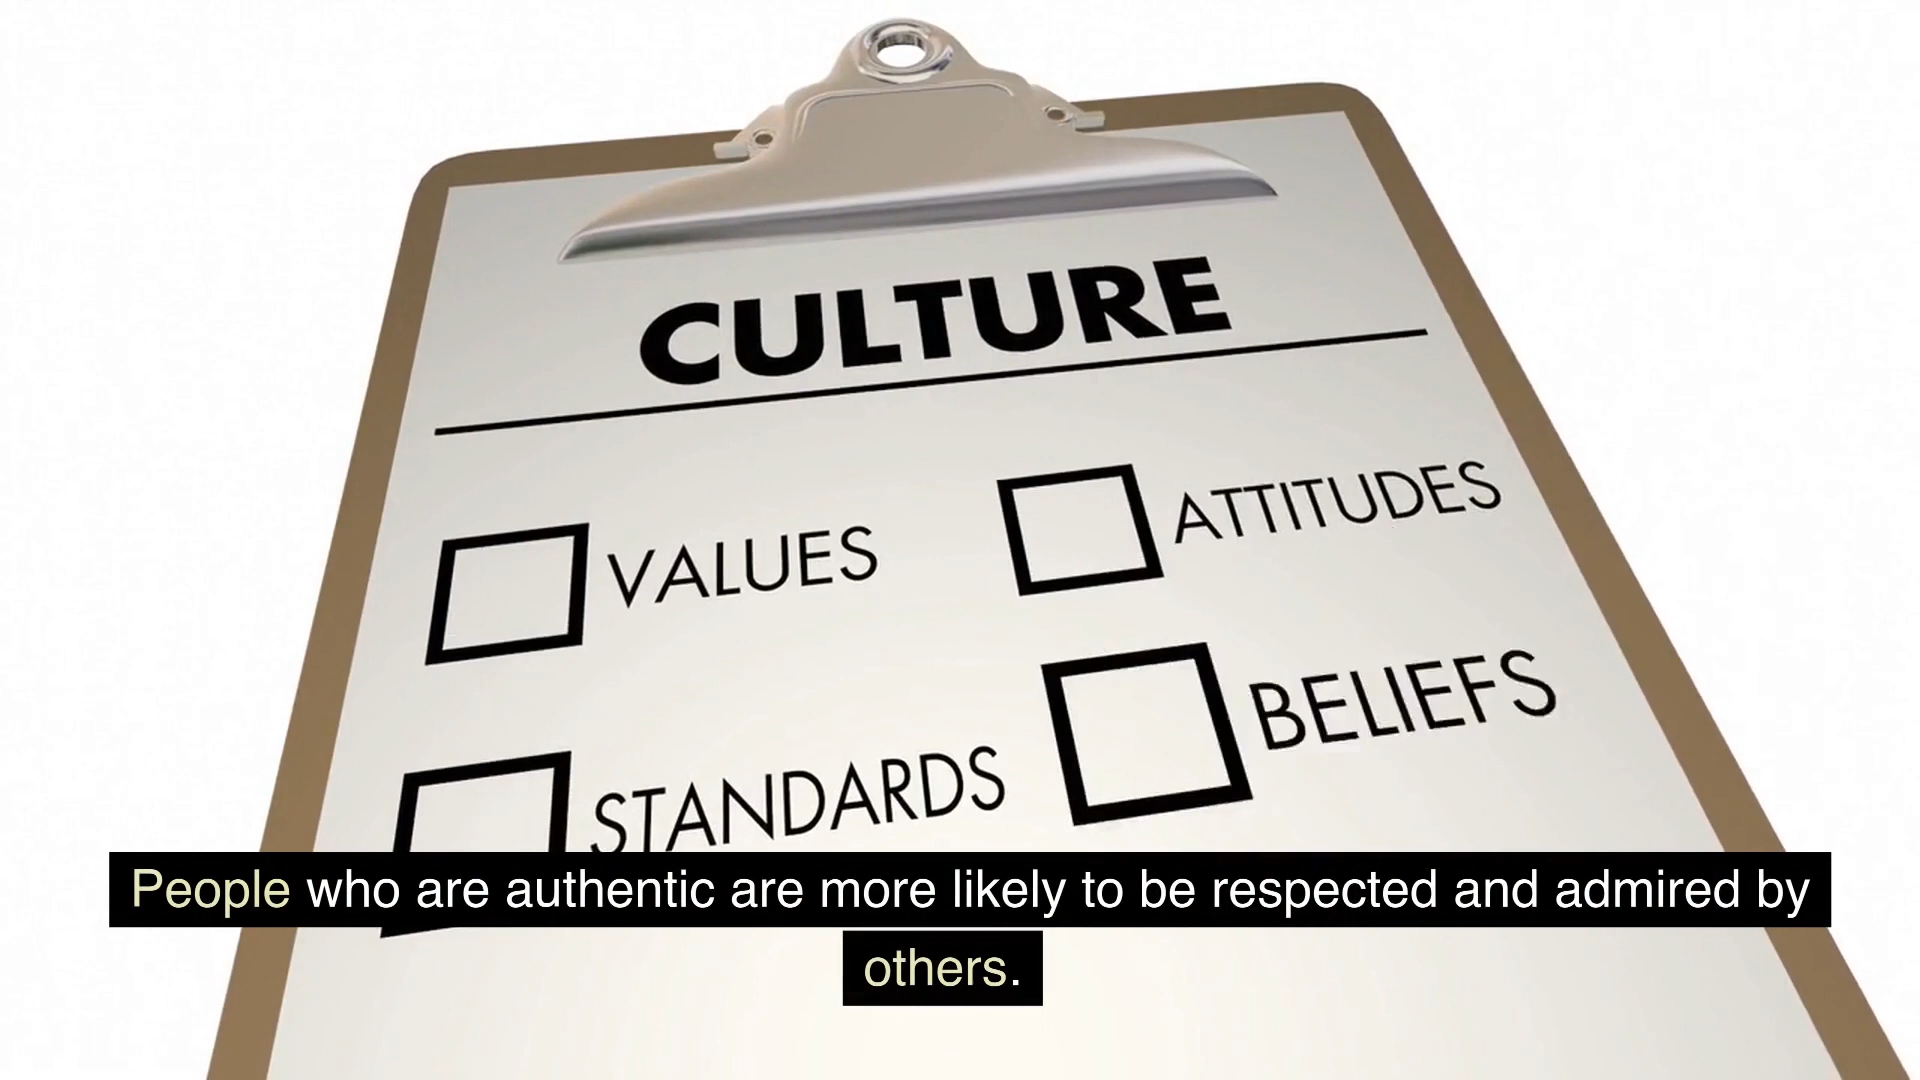 CULTURE
VALUES
ATTITUDES
STANDARDS
BELIEFS
People who are authentic are more likely to be respected and admired by
others.